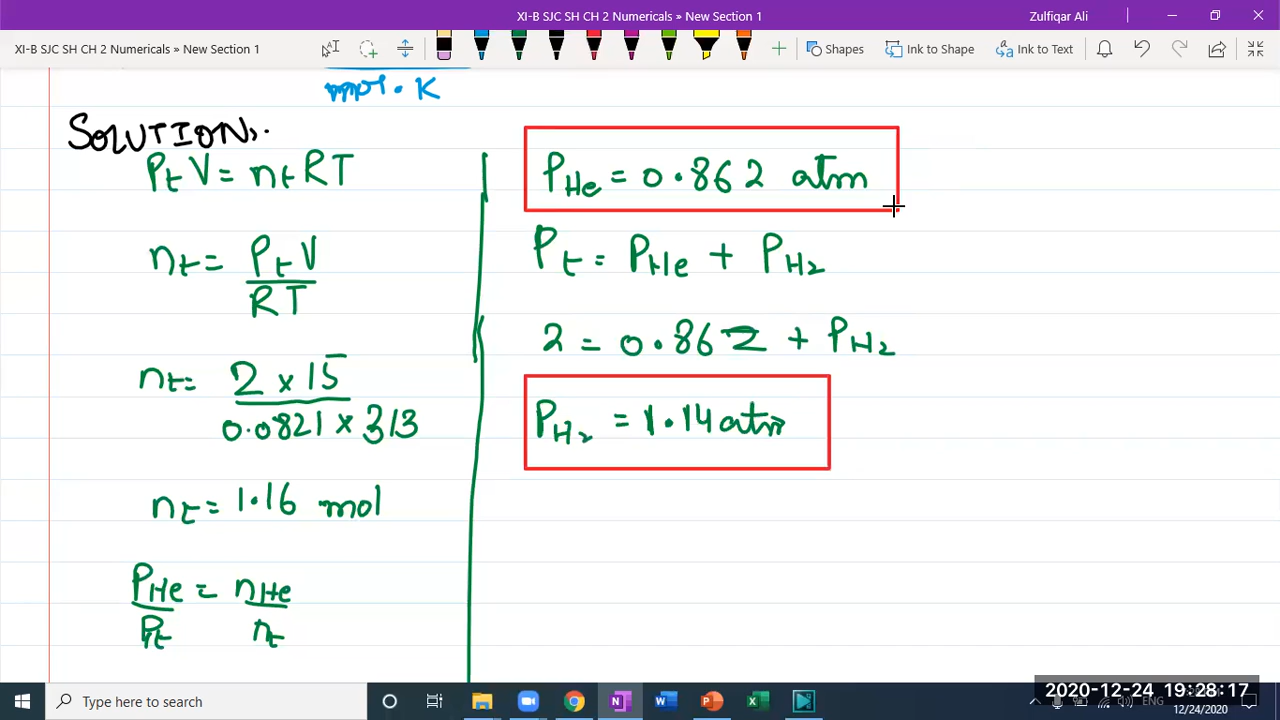 XI-B SJC SH CH 2 Numericals » New Section 1
Zulfiqar Ali
XI-B SJC SH CH 2 Numericals » New Section 1
Shapes
Ink to Shape
Ink to Text
mol . K
SOLUTION:
PtV = ntRT
nt = PtV
RT
nt = 2 x 15
0.0821 x 313
nt = 1.16 mol
PHe = nHe
Pt nt
PHe = 0.862 atm
Pt = PHe + PH2
2 = 0.862 + PH2
PH2 = 1.14 atm
Type here to search
ENG
2020-12-24 19:28:17
12/24/2020